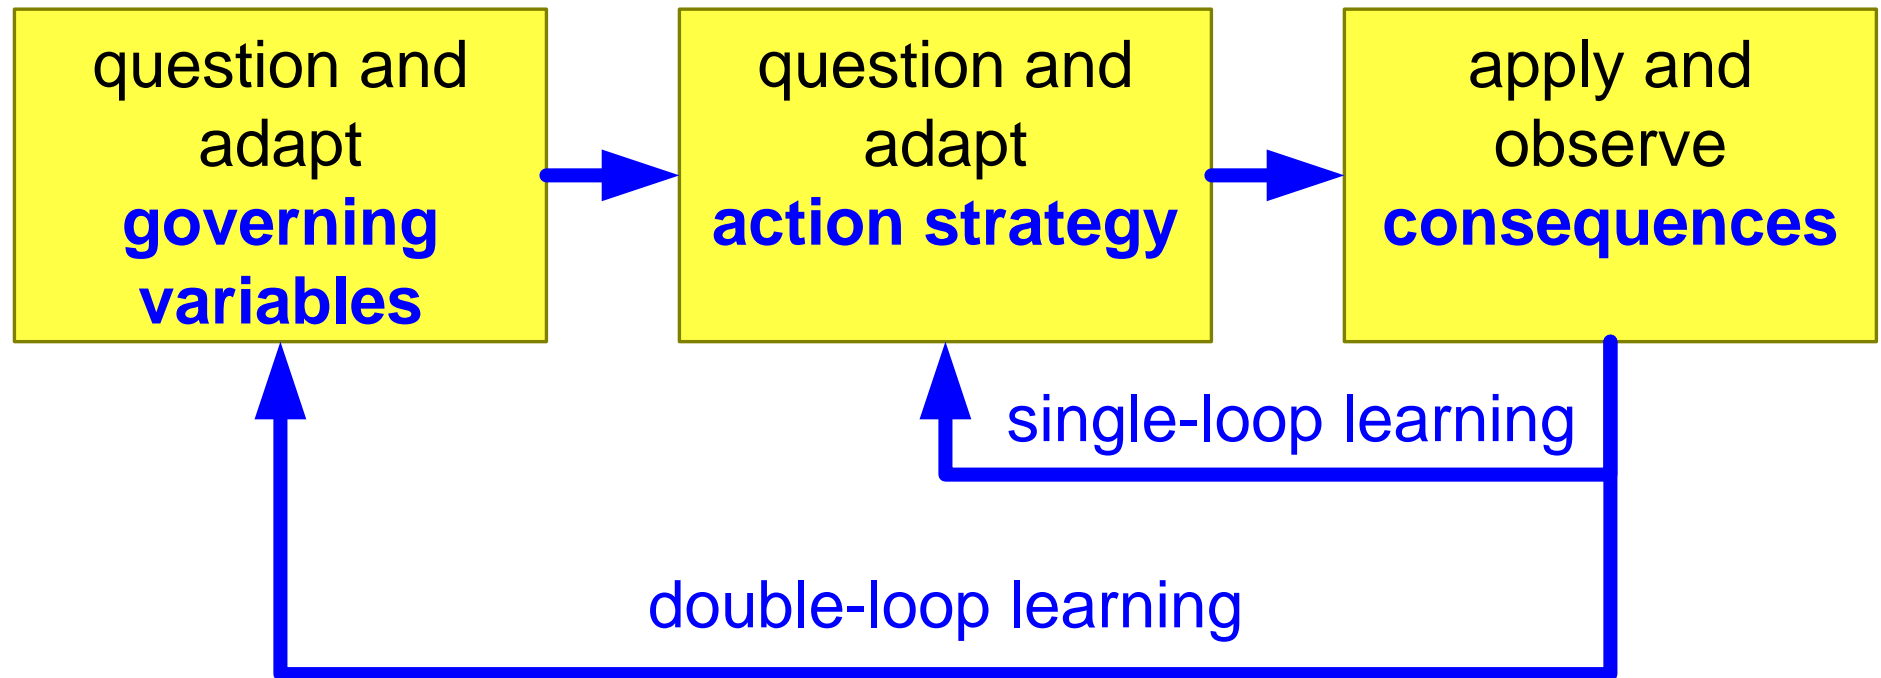 question and
adapt
governing
variables
question and
adapt
action strategy
apply and
observe
consequences
single-loop learning
double-loop learning